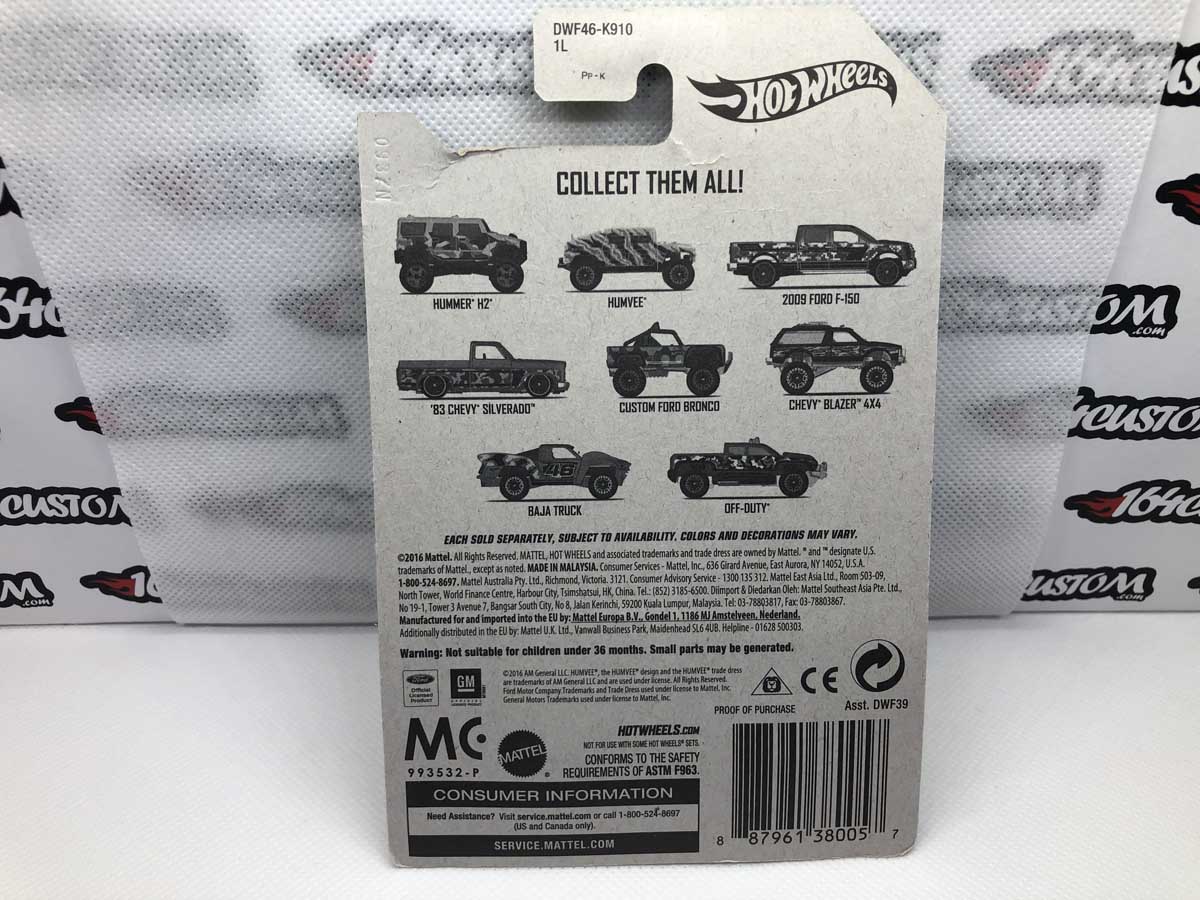 DWF46-K910
1L
Pp-K
HOT WHEELS
COLLECT THEM ALL!
HUMMER® H2®
HUMVEE®
2009 FORD F-150
'83 CHEVY® SILVERADO™
CUSTOM FORD BRONCO
CHEVY® BLAZER™ 4X4
46
BAJA TRUCK
OFF-DUTY™
EACH SOLD SEPARATELY, SUBJECT TO AVAILABILITY. COLORS AND DECORATIONS MAY VARY.
©2016 Mattel. All Rights Reserved. MATTEL, HOT WHEELS and associated trademarks and trade dress are owned by Mattel. ® and ™ designate U.S.
trademarks of Mattel, except as noted. MADE IN MALAYSIA. Consumer Services - Mattel, Inc., 636 Girard Avenue, East Aurora, NY 14052, U.S.A.
1-800-524-8697. Mattel Australia Pty. Ltd., Richmond, Victoria. 3121. Consumer Advisory Service - 1300 135 312. Mattel East Asia Ltd., Room 503-09,
North Tower, World Finance Centre, Harbour City, Tsimshatsui, HK, China. Tel.: (852) 3185-6500. Diimport & Diedarkan Oleh: Mattel Southeast Asia Pte. Ltd.,
No 19-1, Tower 3 Avenue 7, Bangsar South City, No 8, Jalan Kerinchi, 59200 Kuala Lumpur, Malaysia. Tel: 03-78803817, Fax: 03-78803867.
Manufactured for and imported into the EU by: Mattel Europa B.V., Gondel 1, 1186 MJ Amstelveen, Nederland.
Additionally distributed in the EU by: Mattel U.K. Ltd., Vanwall Business Park, Maidenhead SL6 4UB. Helpline - 01628 500303.
Warning: Not suitable for children under 36 months. Small parts may be generated.
Ford
Official
Licensed
Product
GM
©2016 AM General LLC. HUMVEE®, the HUMVEE® design and the HUMVEE® trade dress
are trademarks of AM General LLC and are used under license. All Rights Reserved.
Ford Motor Company Trademarks and Trade Dress used under license to Mattel, Inc.
General Motors Trademarks used under license to Mattel, Inc.
CE
PROOF OF PURCHASE
Asst. DWF39
MC
993532-P
MATTEL
HOTWHEELS.COM
NOT FOR USE WITH SOME HOT WHEELS® SETS.
CONFORMS TO THE SAFETY
REQUIREMENTS OF ASTM F963.
CONSUMER INFORMATION
Need Assistance? Visit service.mattel.com or call 1-800-524-8697
(US and Canada only).
SERVICE.MATTEL.COM
8 87961 38005 7
164CUSTOM
.com